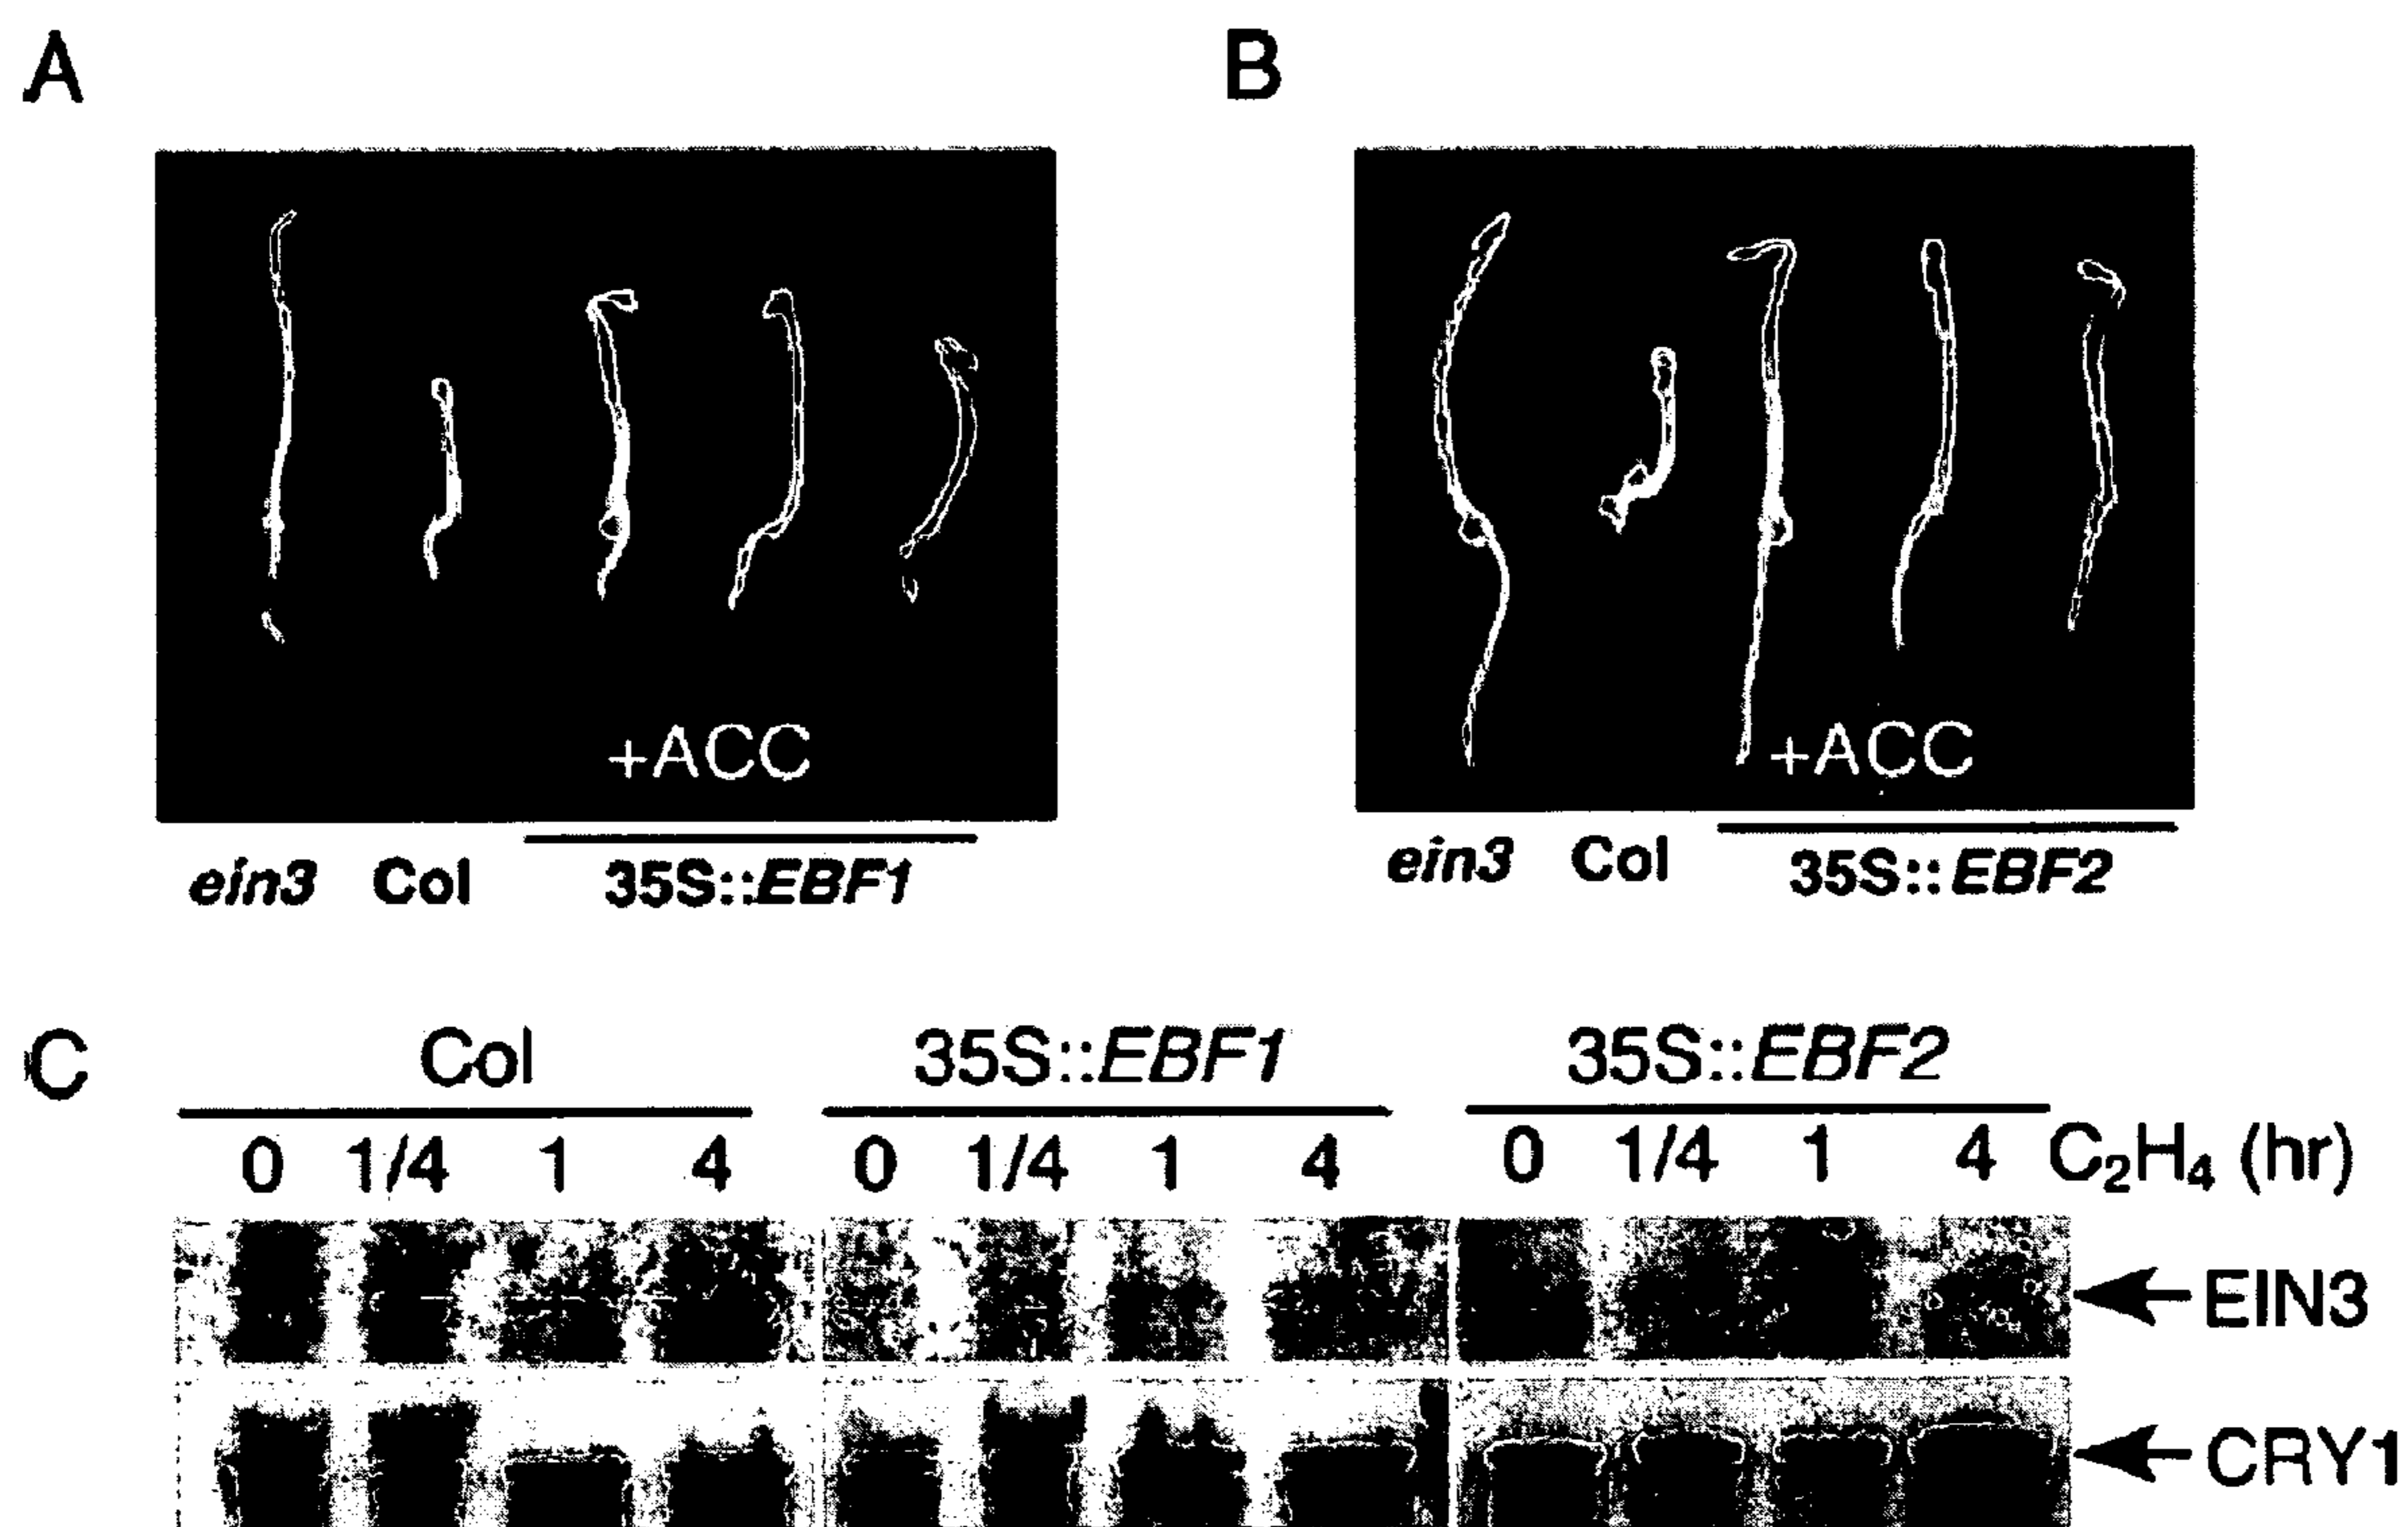 A
B
+ACC
+ACC
ein3 Col 35S::EBF1
ein3 Col 35S::EBF2
C
Col 35S::EBF1 35S::EBF2
0 1/4 1 4 0 1/4 1 4 0 1/4 1 4 C₂H₄ (hr)
EIN3
CRY1